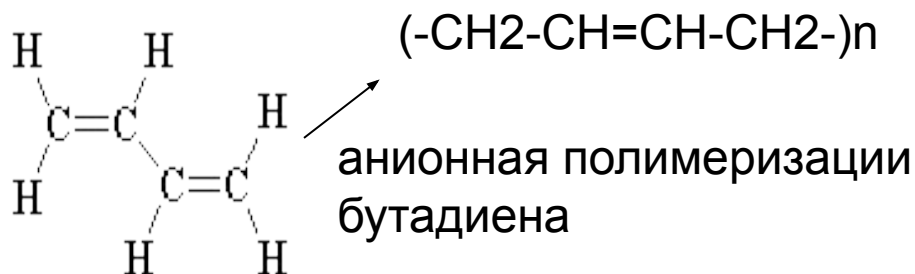 (-CH2-CH=CH-CH2-)n
H H
C=C H
H C=C
H H
анионная полимеризации
бутадиена